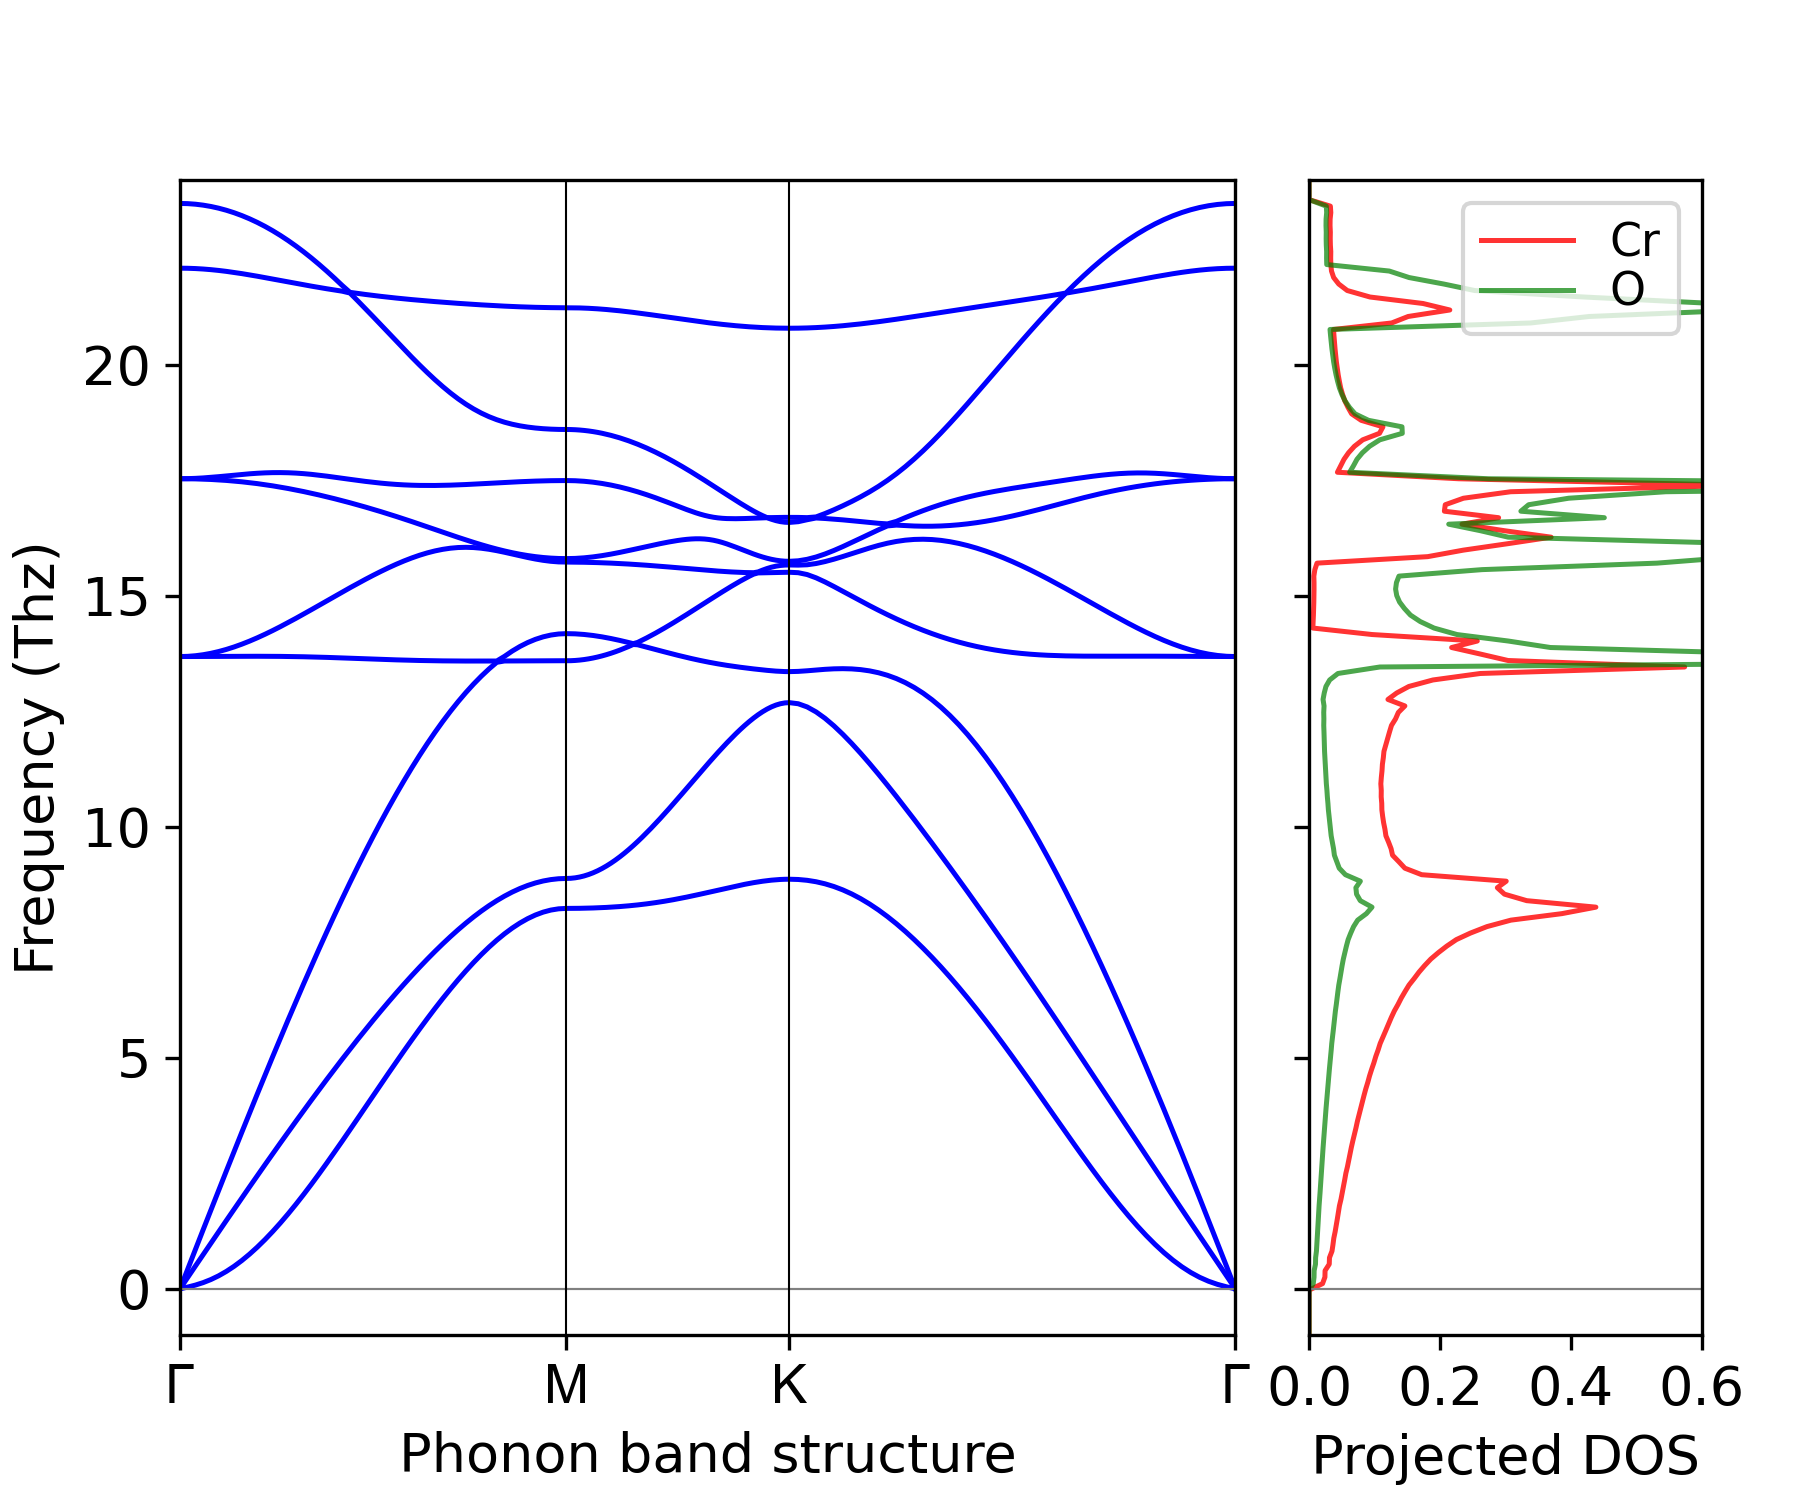 Frequency (Thz)
20
15
10
5
0
Γ M K Γ
Phonon band structure
Cr
O
0.0 0.2 0.4 0.6
Projected DOS